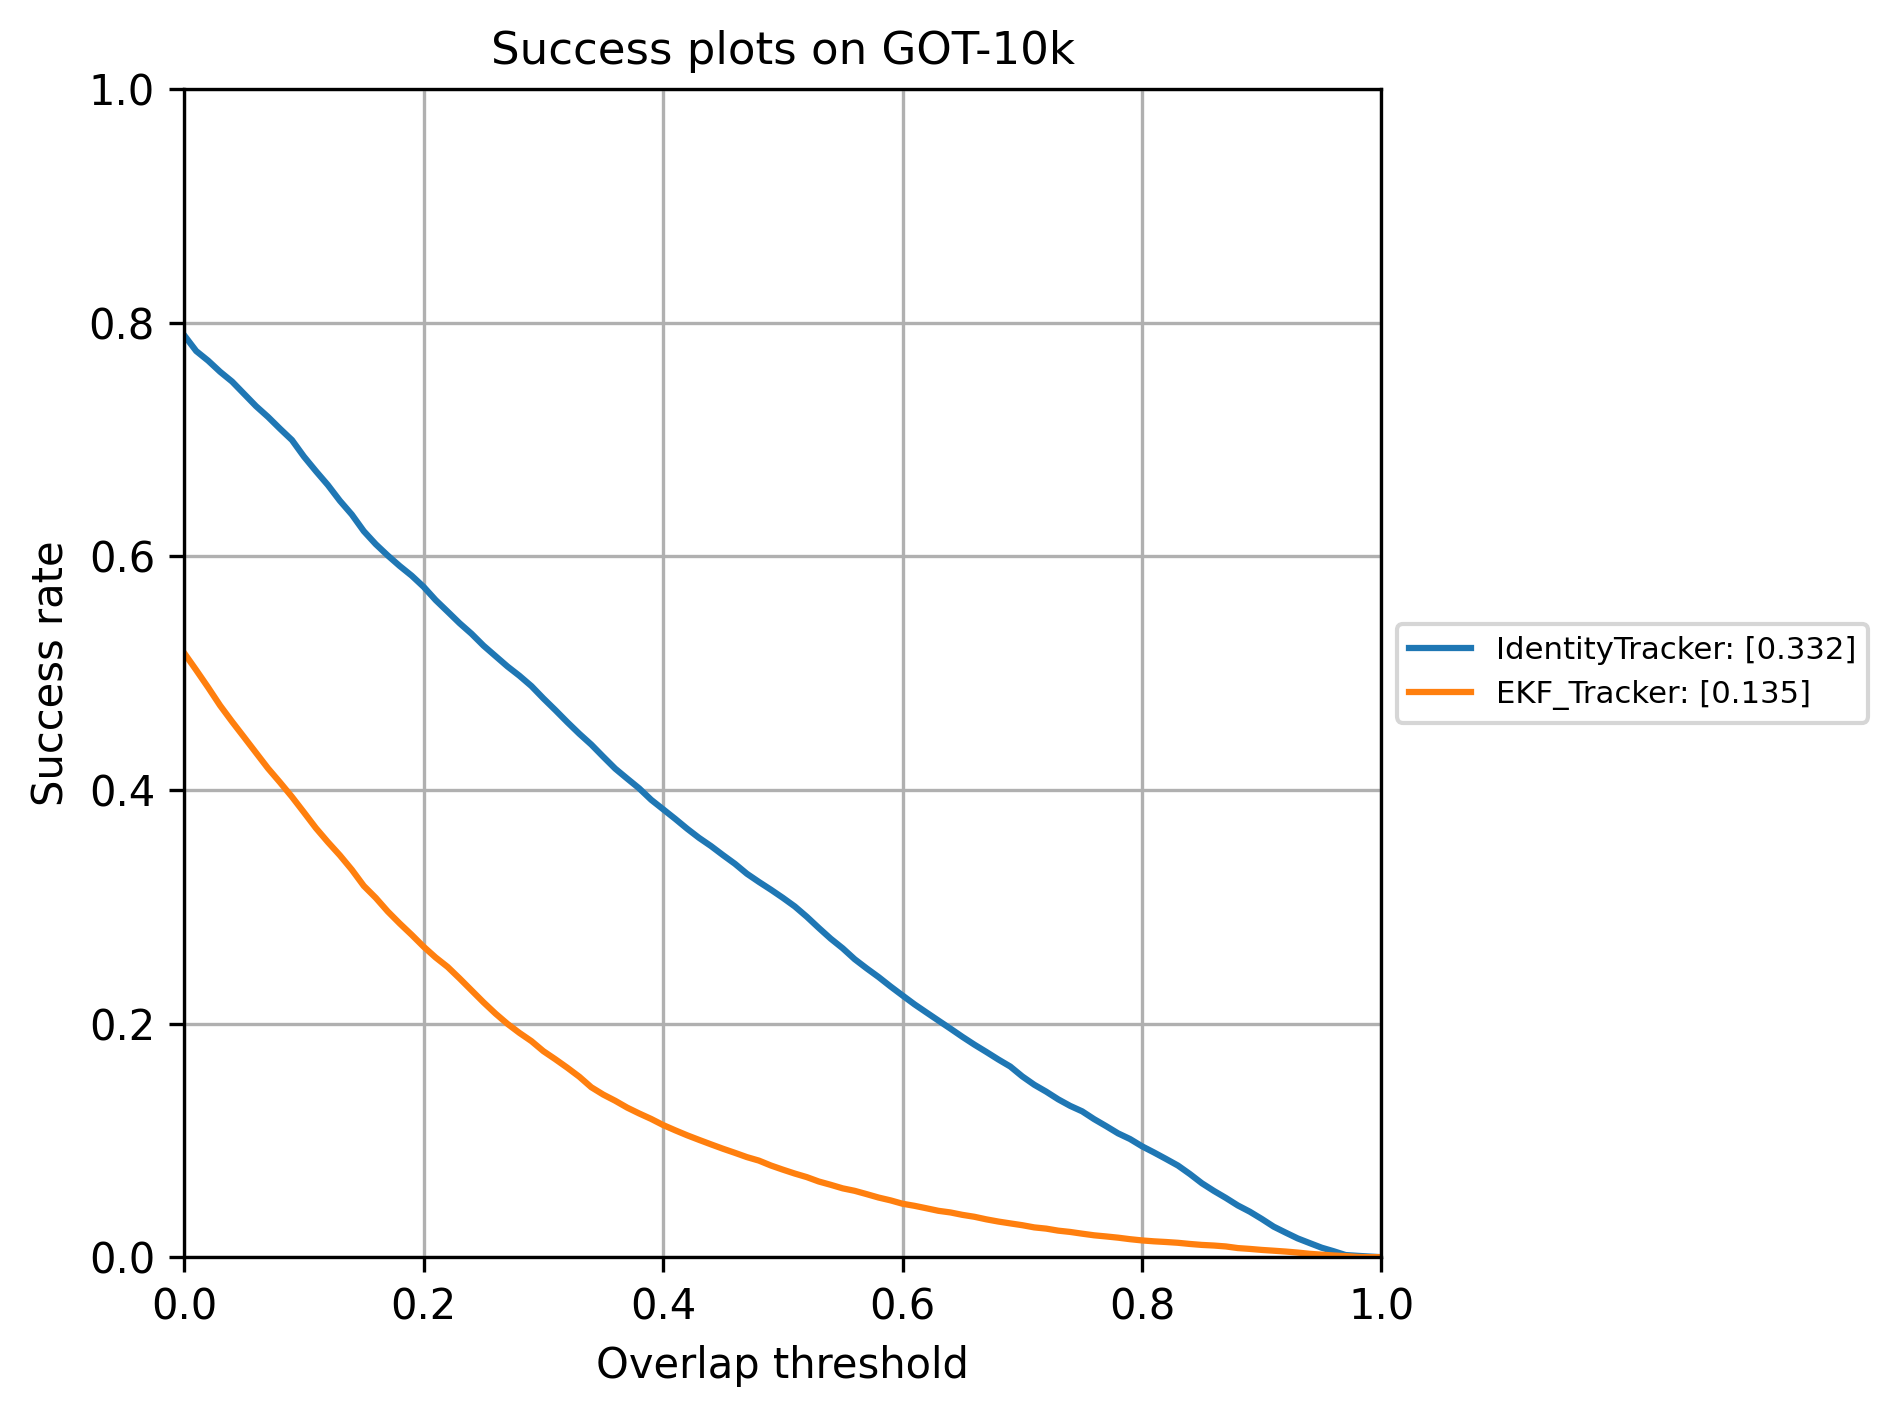 Success plots on GOT-10k
1.0
0.8
0.6
0.4
0.2
0.0
Success rate
0.0 0.2 0.4 0.6 0.8 1.0
Overlap threshold
IdentityTracker: [0.332]
EKF_Tracker: [0.135]